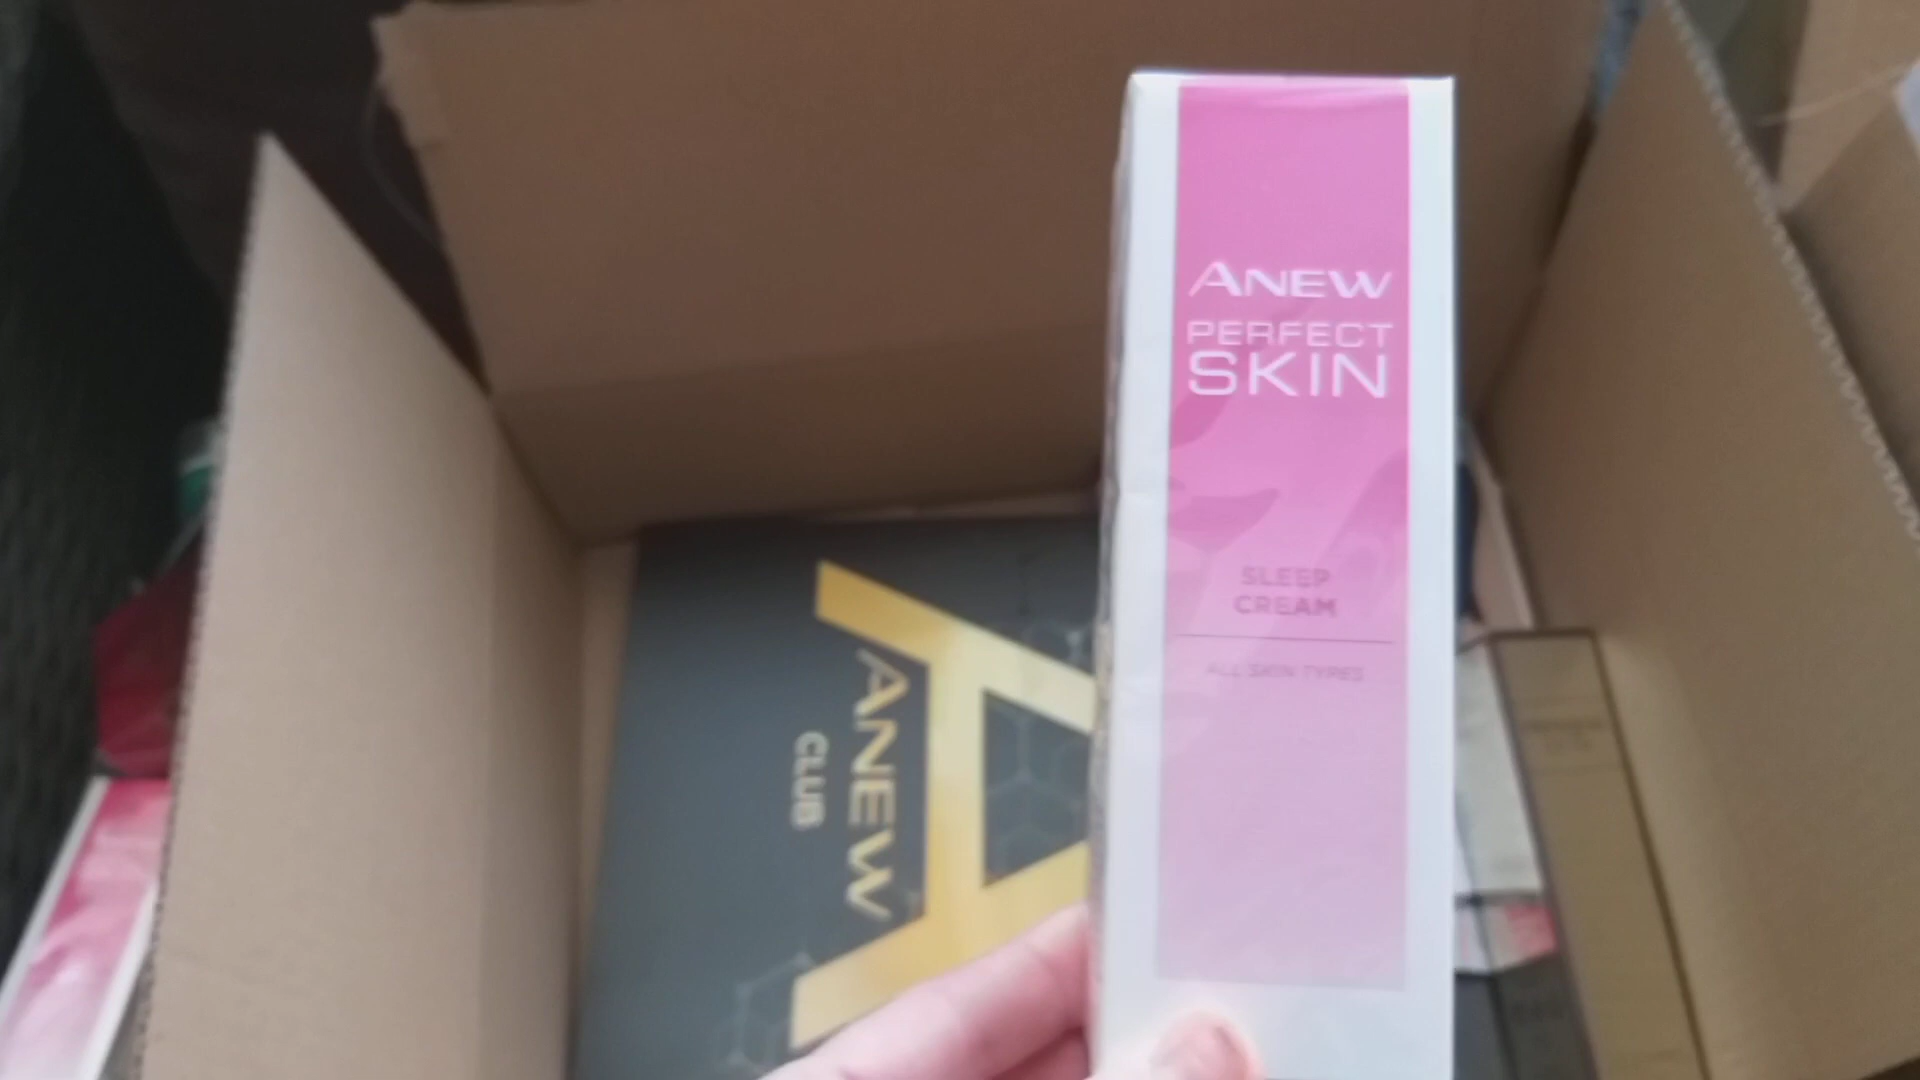 ANEW
PERFECT
SKIN
SLEEP
CREAM
ALL SKIN TYPES
A
ANEW
CLUB